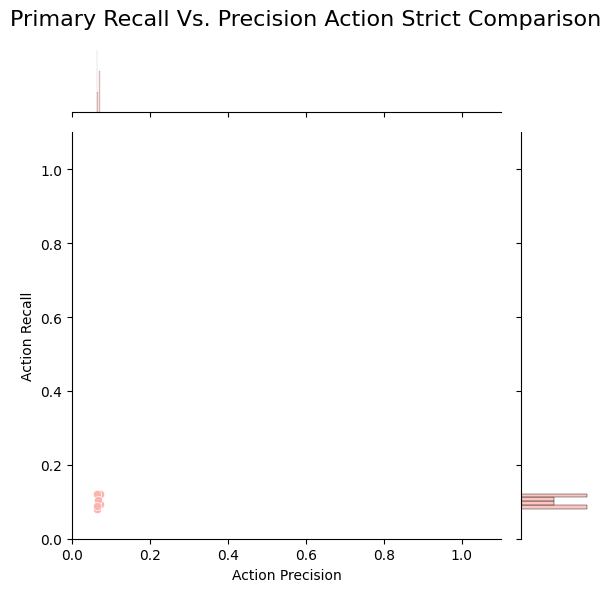 Primary Recall Vs. Precision Action Strict Comparison
1.0
0.8
Action Recall
0.6
0.4
0.2
0.0
0.0 0.2 0.4 0.6 0.8 1.0
Action Precision